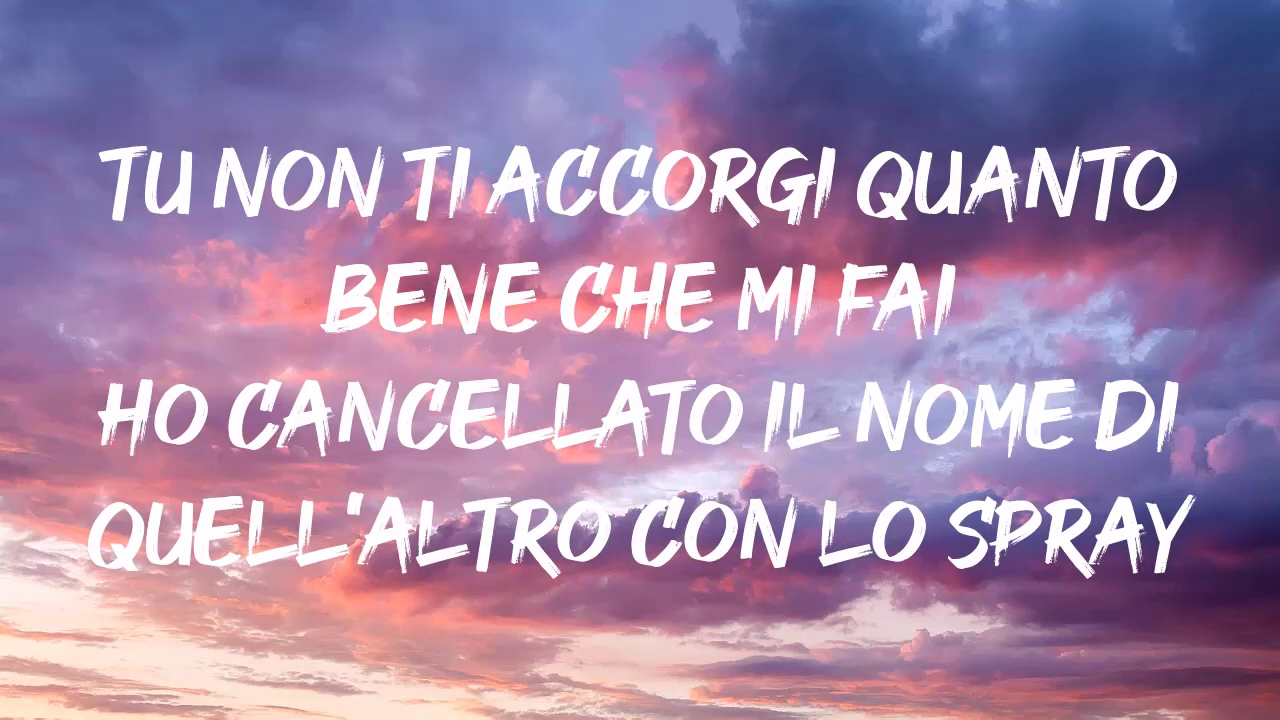 TU NON TI ACCORGI QUANTO
BENE CHE MI FAI
HO CANCELLATO IL NOME DI
QUELL'ALTRO CON LO SPRAY